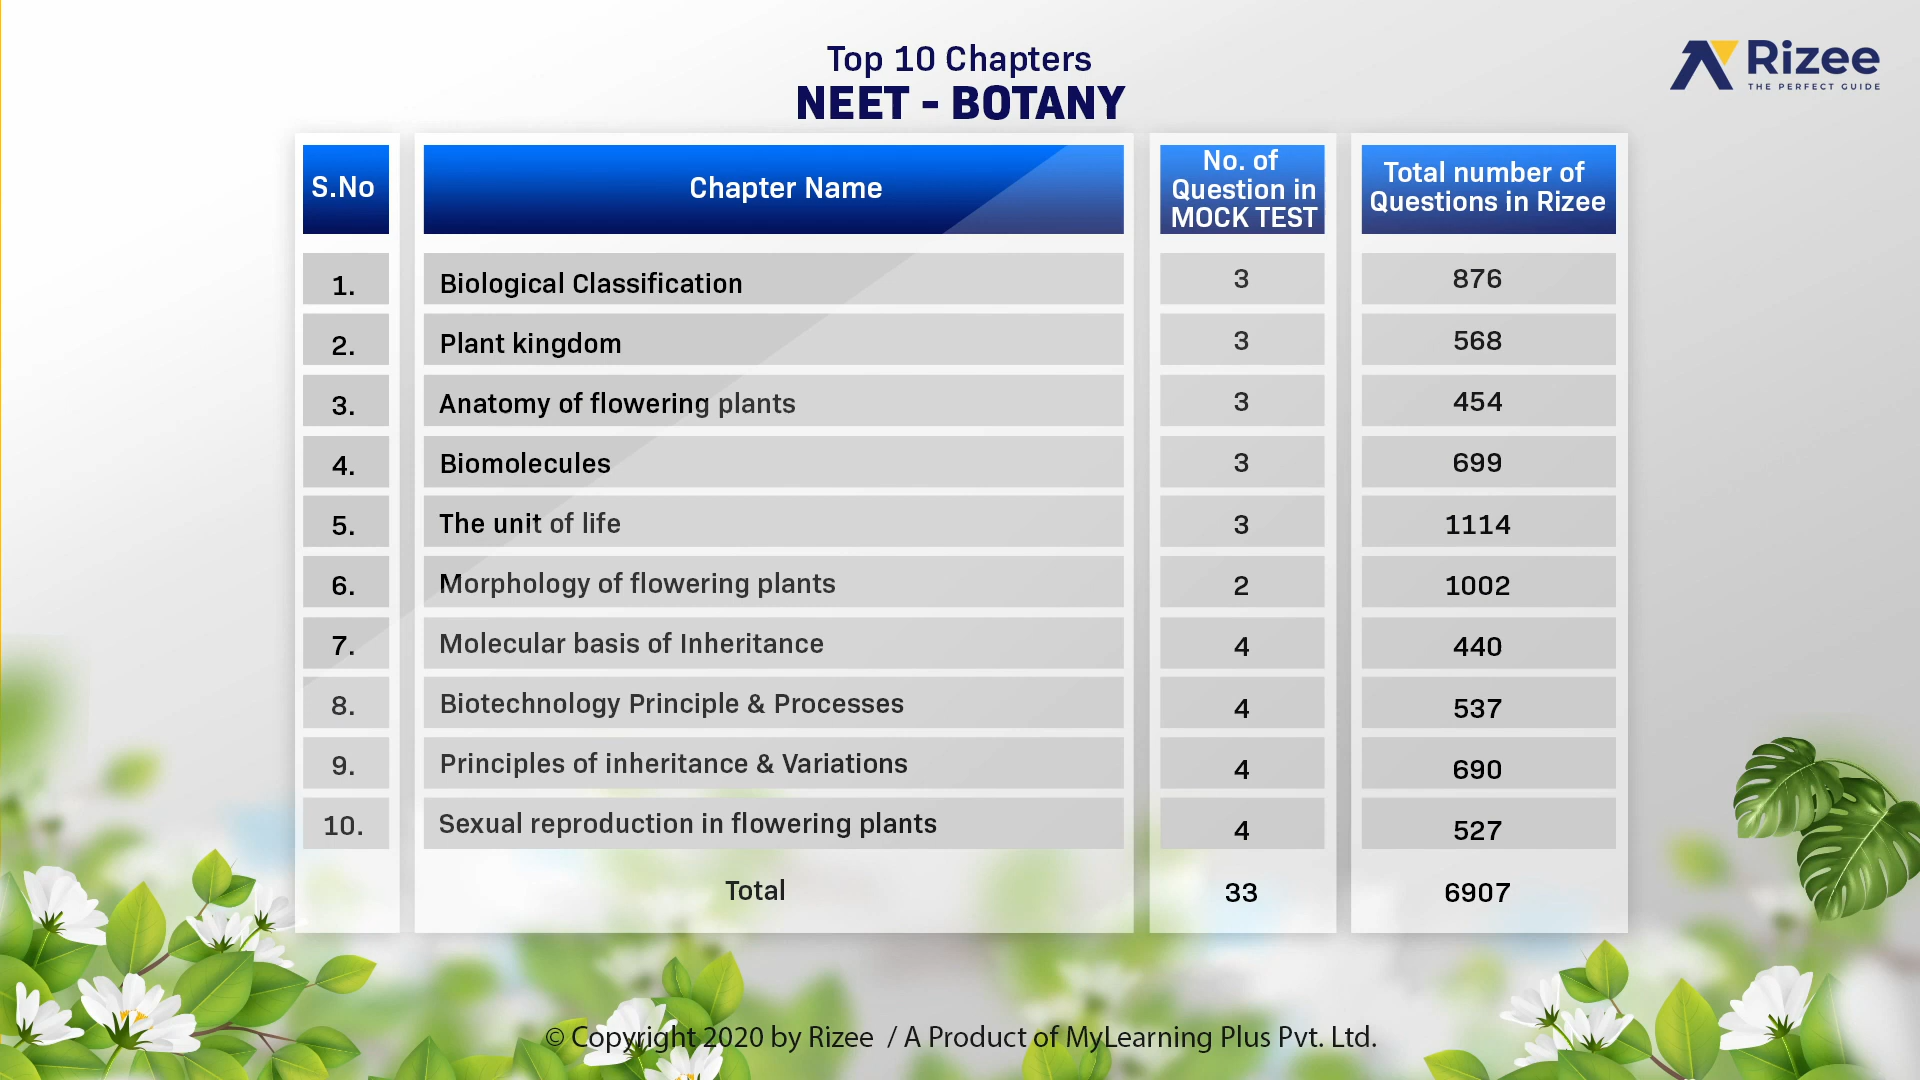 Top 10 Chapters
NEET - BOTANY
Rizee
THE PERFECT GUIDE
S.No Chapter Name No. of Question in MOCK TEST Total number of Questions in Rizee
1. Biological Classification 3 876
2. Plant kingdom 3 568
3. Anatomy of flowering plants 3 454
4. Biomolecules 3 699
5. The unit of life 3 1114
6. Morphology of flowering plants 2 1002
7. Molecular basis of Inheritance 4 440
8. Biotechnology Principle & Processes 4 537
9. Principles of inheritance & Variations 4 690
10. Sexual reproduction in flowering plants 4 527
Total 33 6907
© Copyright 2020 by Rizee / A Product of MyLearning Plus Pvt. Ltd.